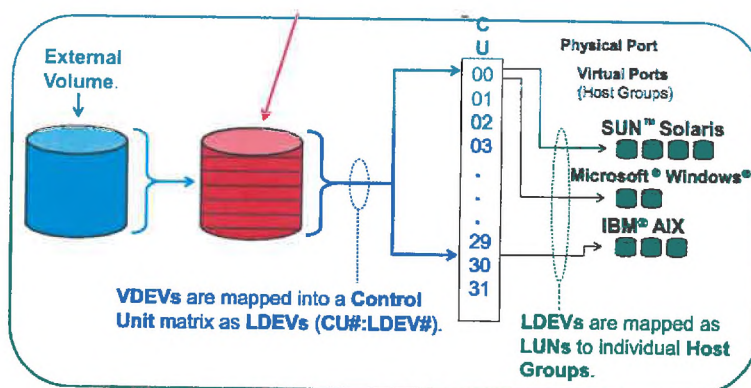 External
Volume.
C
U
00
01
02
03
.
.
.
.
29
30
31
Physical Port
Virtual Ports
(Host Groups)
SUN™ Solaris
Microsoft® Windows®
IBM® AIX
VDEVs are mapped into a Control
Unit matrix as LDEVs (CU#:LDEV#).
LDEVs are mapped as
LUNs to individual Host
Groups.